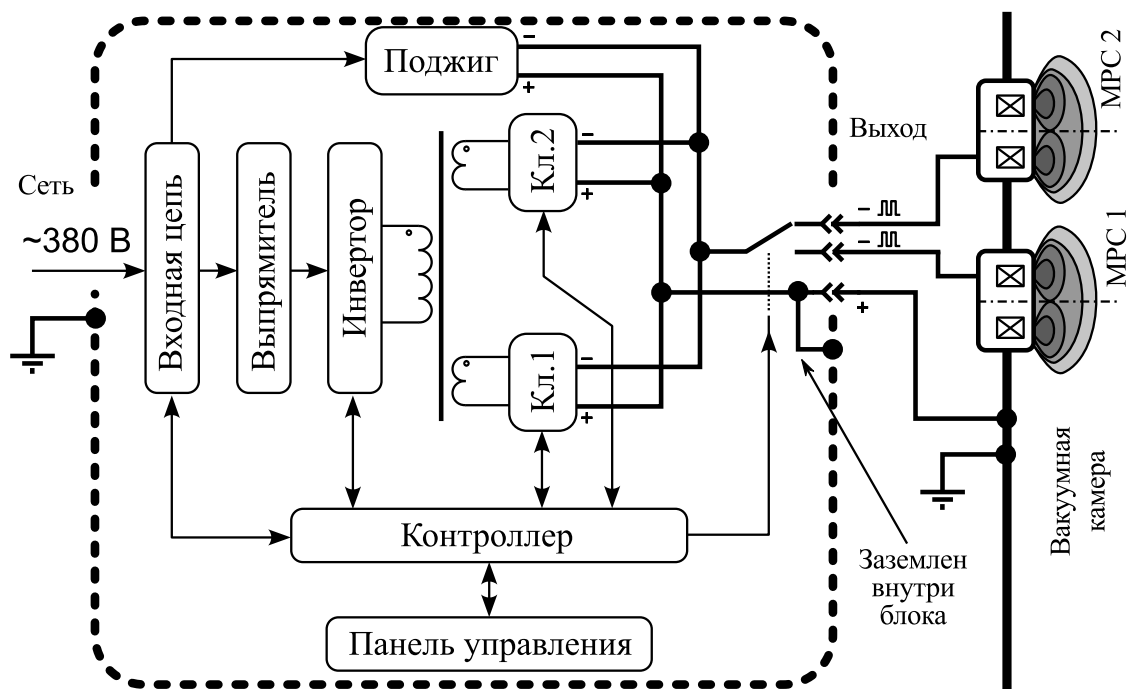 Поджиг
−
+
МРС 2
Выход
Сеть
~380 В
Входная цепь
Выпрямитель
Инвертор
Кл.2
−
+
−
−
+
МРС 1
Кл.1
−
+
Контроллер
Панель управления
Заземлен
внутри
блока
Вакуумная
камера